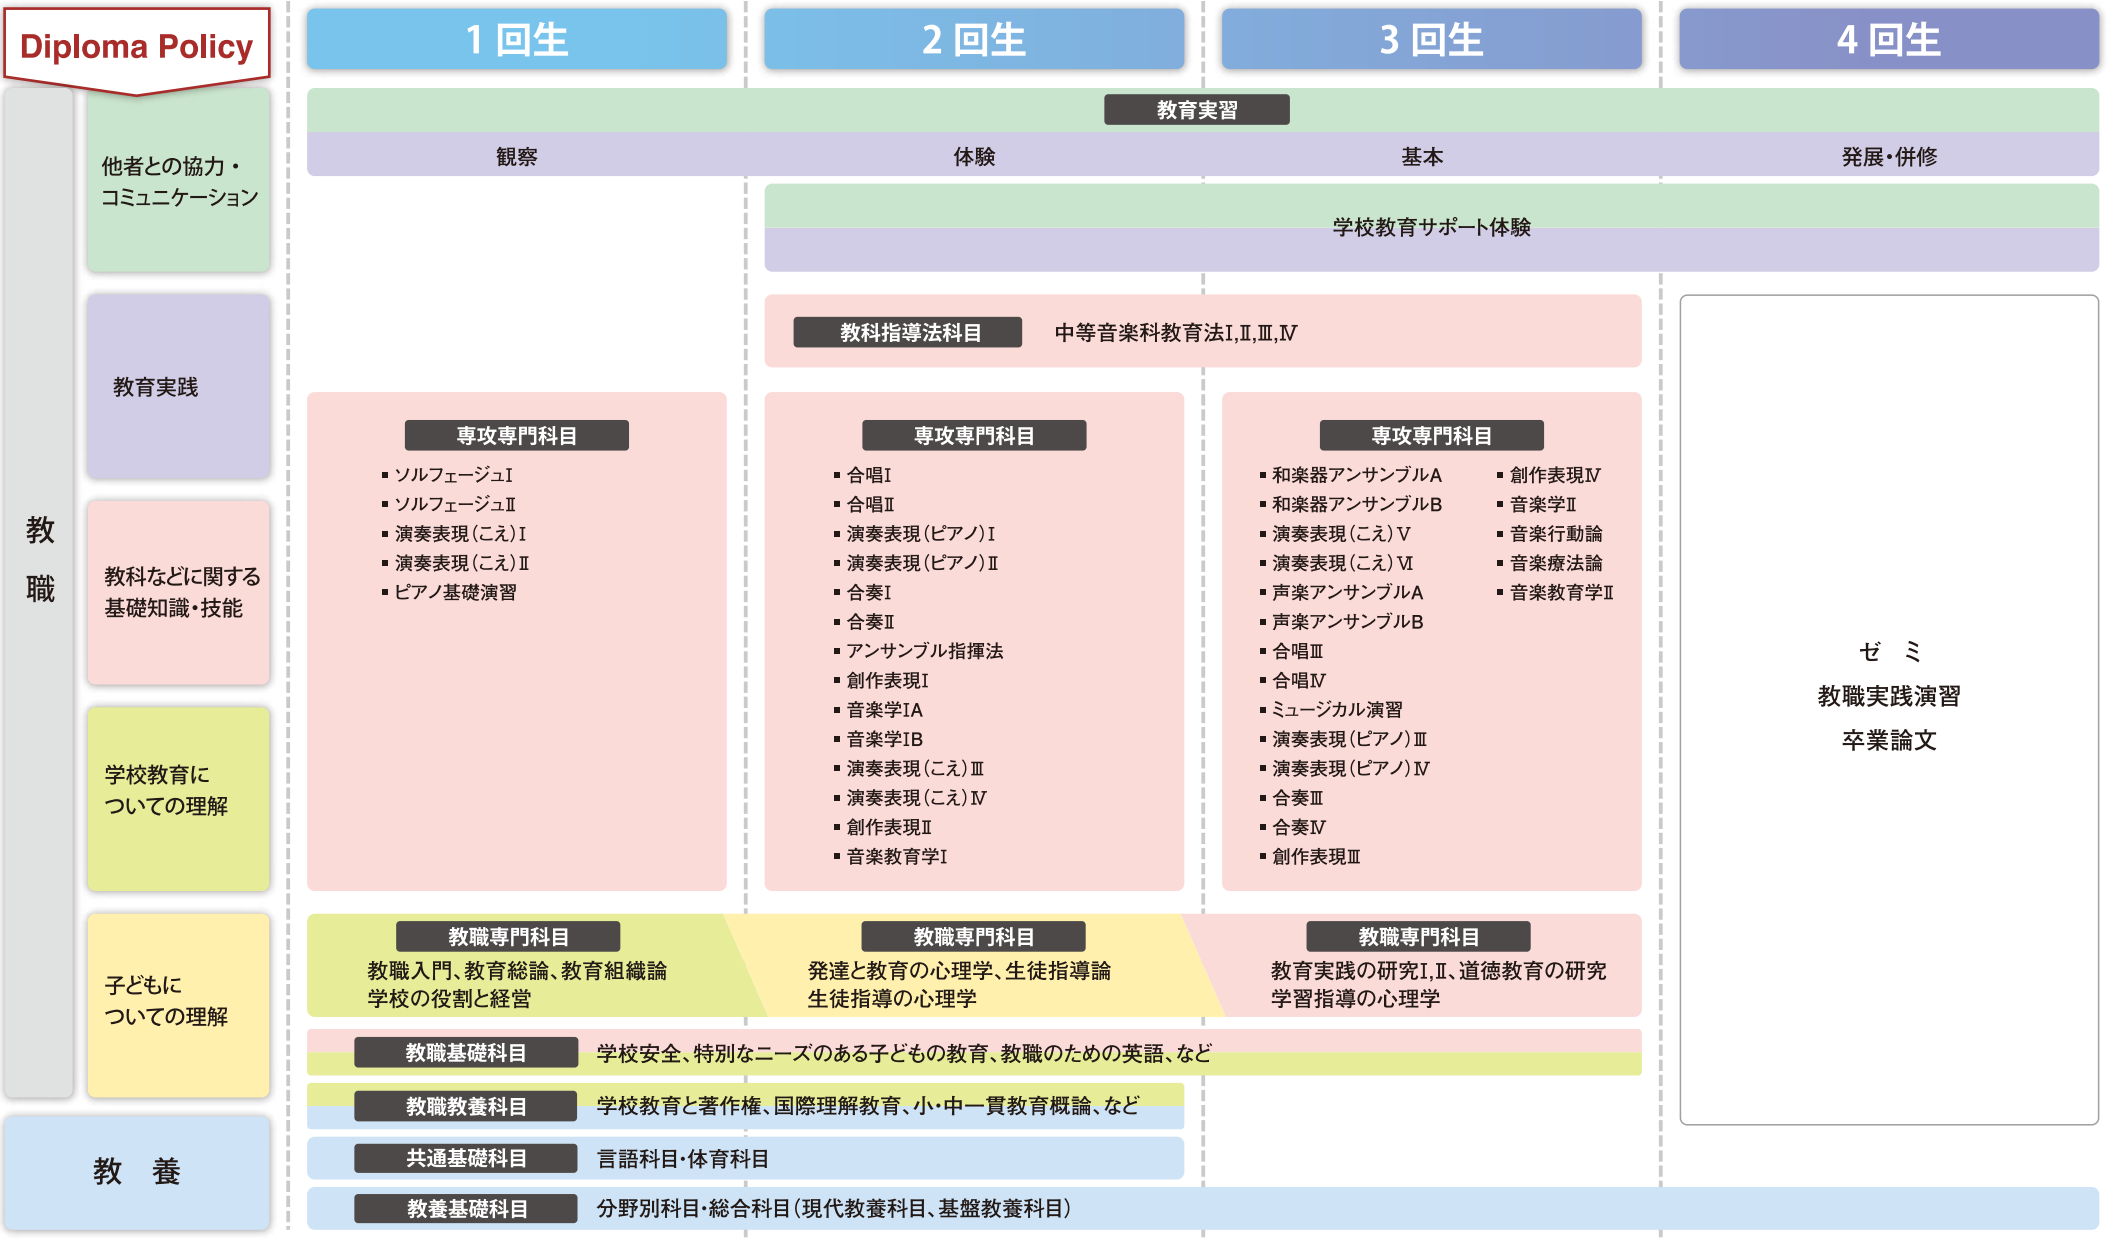 Diploma Policy
1 回生
2 回生
3 回生
4 回生
教
職
他者との協力・
コミュニケーション
教育実践
教科などに関する
基礎知識・技能
学校教育に
ついての理解
子どもに
ついての理解
教 養
教育実習
観察
体験
基本
発展・併修
学校教育サポート体験
教科指導法科目
中等音楽科教育法Ⅰ,Ⅱ,Ⅲ,Ⅳ
専攻専門科目
▪ ソルフェージュⅠ
▪ ソルフェージュⅡ
▪ 演奏表現(こえ)Ⅰ
▪ 演奏表現(こえ)Ⅱ
▪ ピアノ基礎演習
専攻専門科目
▪ 合唱Ⅰ
▪ 合唱Ⅱ
▪ 演奏表現(ピアノ)Ⅰ
▪ 演奏表現(ピアノ)Ⅱ
▪ 合奏Ⅰ
▪ 合奏Ⅱ
▪ アンサンブル指揮法
▪ 創作表現Ⅰ
▪ 音楽学ⅠA
▪ 音楽学ⅠB
▪ 演奏表現(こえ)Ⅲ
▪ 演奏表現(こえ)Ⅳ
▪ 創作表現Ⅱ
▪ 音楽教育学Ⅰ
専攻専門科目
▪ 和楽器アンサンブルA
▪ 和楽器アンサンブルB
▪ 演奏表現(こえ)Ⅴ
▪ 演奏表現(こえ)Ⅵ
▪ 声楽アンサンブルA
▪ 声楽アンサンブルB
▪ 合唱Ⅲ
▪ 合唱Ⅳ
▪ ミュージカル演習
▪ 演奏表現(ピアノ)Ⅲ
▪ 演奏表現(ピアノ)Ⅳ
▪ 合奏Ⅲ
▪ 合奏Ⅳ
▪ 創作表現Ⅲ
▪ 創作表現Ⅳ
▪ 音楽学Ⅱ
▪ 音楽行動論
▪ 音楽療法論
▪ 音楽教育学Ⅱ
ゼ ミ
教職実践演習
卒業論文
教職専門科目
教職入門、教育総論、教育組織論
学校の役割と経営
教職専門科目
発達と教育の心理学、生徒指導論
生徒指導の心理学
教職専門科目
教育実践の研究Ⅰ,Ⅱ、道徳教育の研究
学習指導の心理学
教職基礎科目
学校安全、特別なニーズのある子どもの教育、教職のための英語、など
教職教養科目
学校教育と著作権、国際理解教育、小・中一貫教育概論、など
共通基礎科目
言語科目・体育科目
教養基礎科目
分野別科目・総合科目(現代教養科目、基盤教養科目)